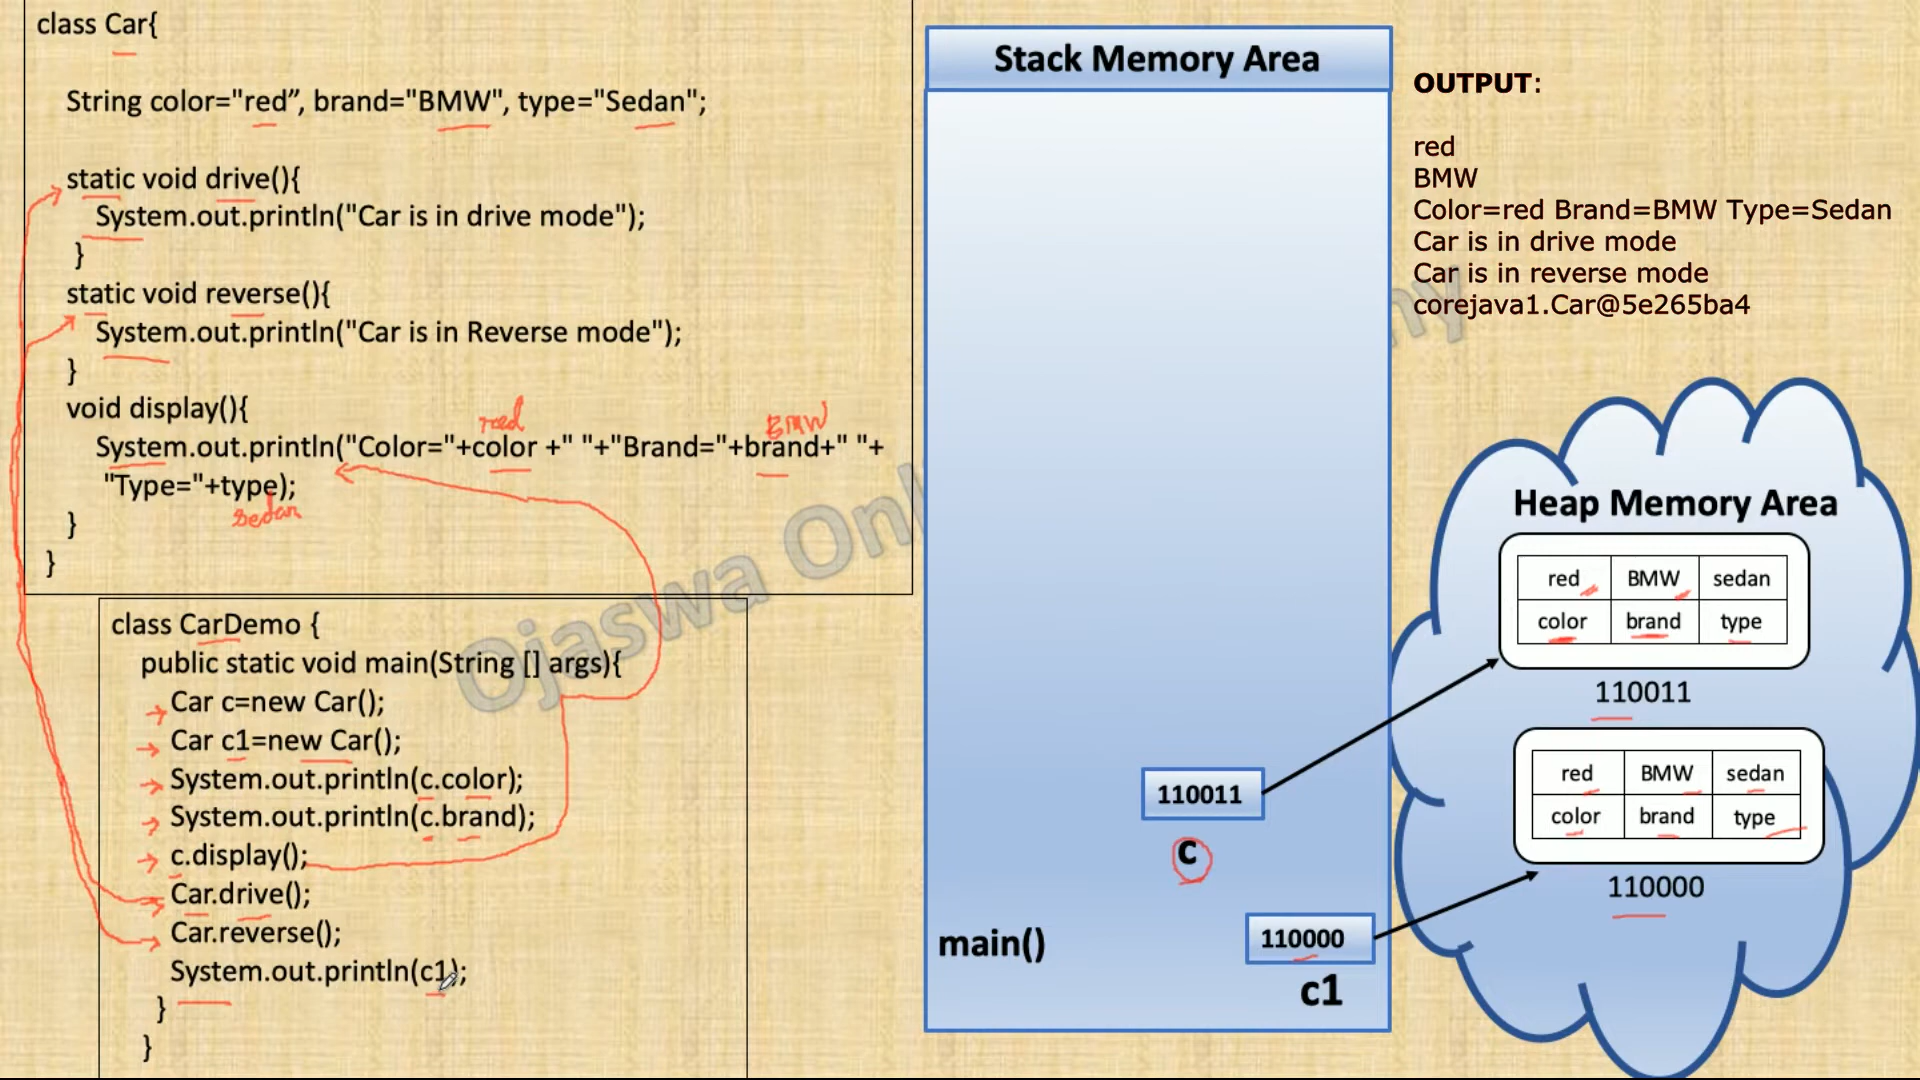 class Car{
String color="red”, brand="BMW", type="Sedan";
static void drive(){
System.out.println("Car is in drive mode");
}
static void reverse(){
System.out.println("Car is in Reverse mode");
}
void display(){
red BMW
System.out.println("Color="+color +" "+"Brand="+brand+" "+
"Type="+type);
Sedan
}
}
class CarDemo {
public static void main(String [] args){
Car c=new Car();
Car c1=new Car();
System.out.println(c.color);
System.out.println(c.brand);
c.display();
Car.drive();
Car.reverse();
System.out.println(c1);
}
}
Stack Memory Area
110011
c
main()
110000
c1
OUTPUT:
red
BMW
Color=red Brand=BMW Type=Sedan
Car is in drive mode
Car is in reverse mode
corejava1.Car@5e265ba4
Heap Memory Area
red BMW sedan
color brand type
110011
red BMW sedan
color brand type
110000
Ojaswa